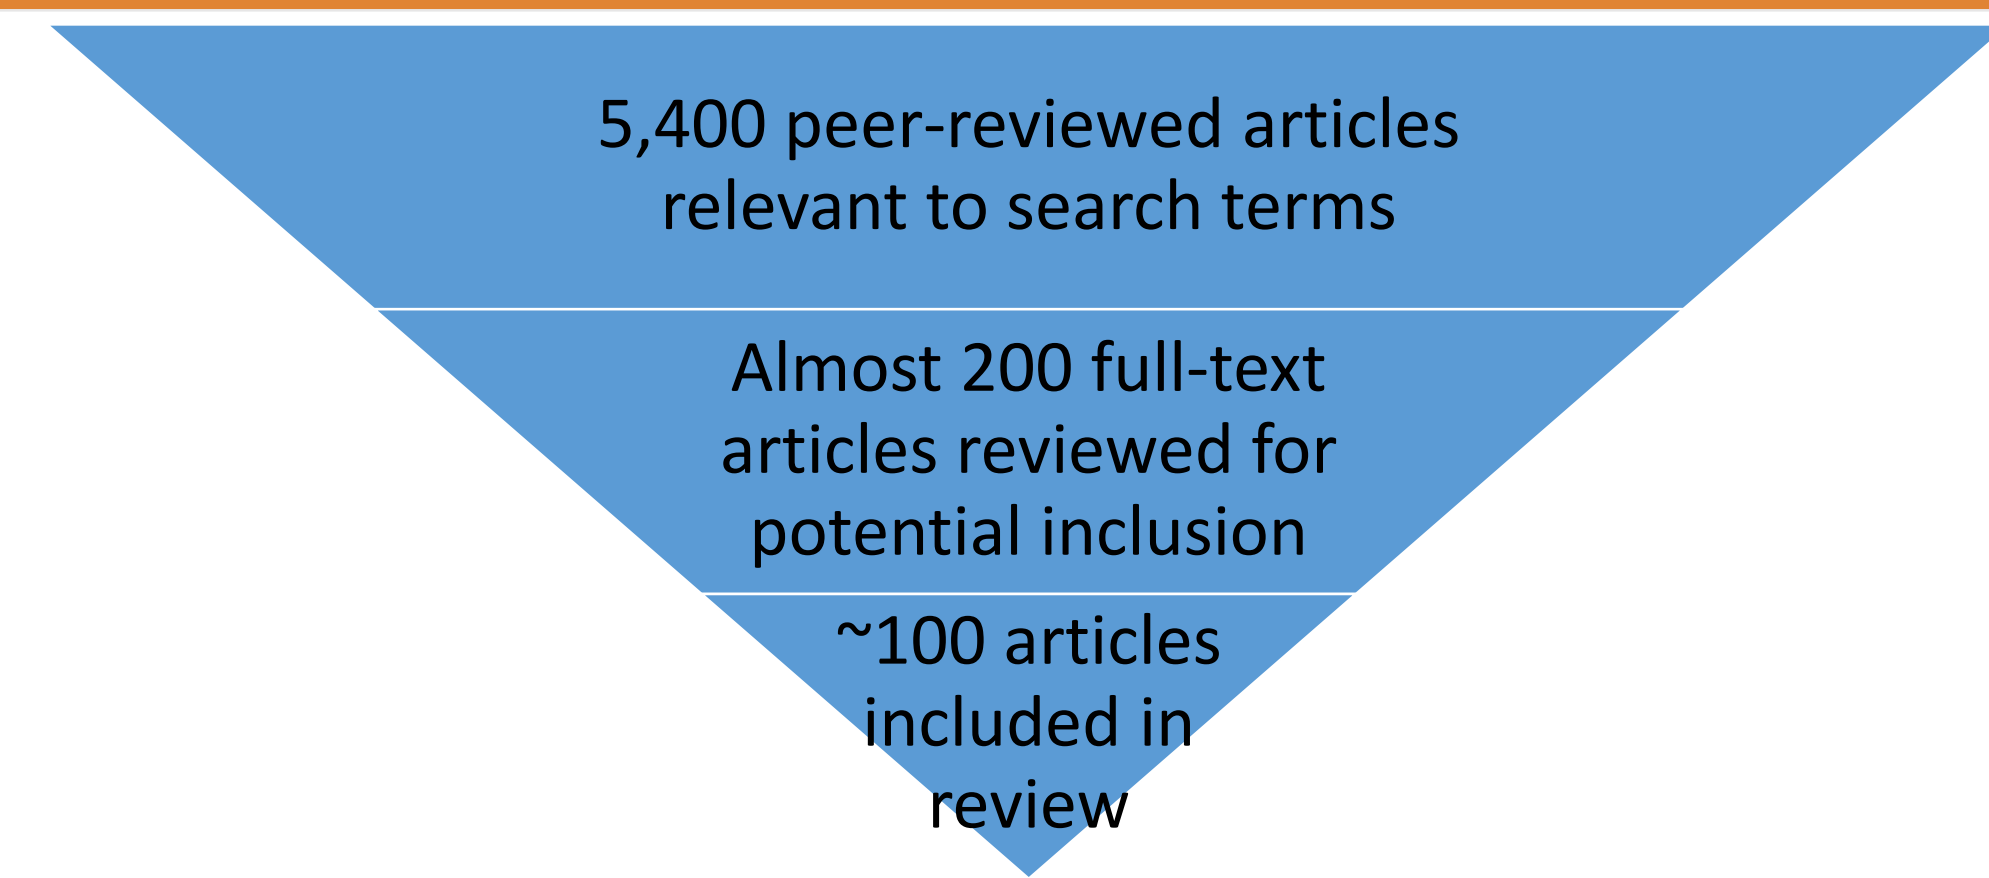 5,400 peer-reviewed articles
relevant to search terms
Almost 200 full-text
articles reviewed for
potential inclusion
~100 articles
included in
review